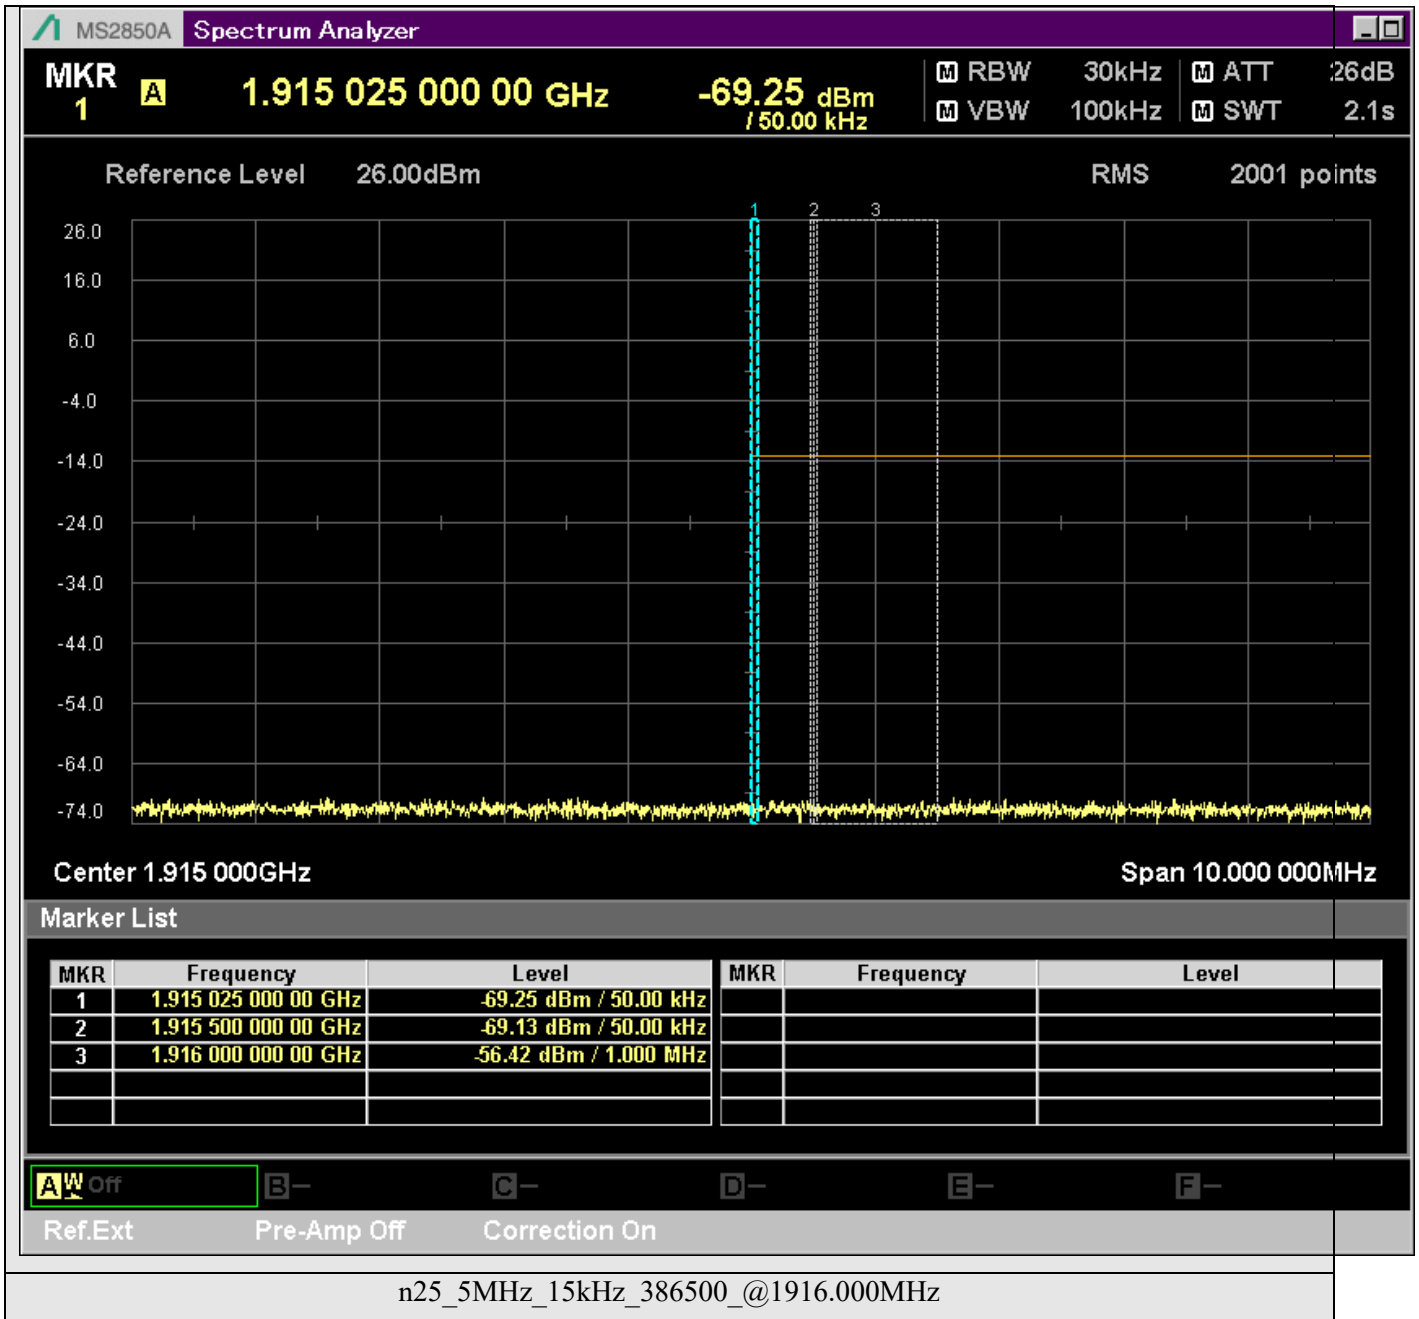 MS2850A Spectrum Analyzer
MKR 1 A 1.915 025 000 00 GHz -69.25 dBm / 50.00 kHz
M RBW 30kHz M ATT 26dB
M VBW 100kHz M SWT 2.1s
Reference Level 26.00dBm RMS 2001 points
1 2 3
26.0
16.0
6.0
-4.0
-14.0
-24.0
-34.0
-44.0
-54.0
-64.0
-74.0
Center 1.915 000GHz Span 10.000 000MHz
Marker List
MKR Frequency Level MKR Frequency Level
1 1.915 025 000 00 GHz -69.25 dBm / 50.00 kHz
2 1.915 500 000 00 GHz -69.13 dBm / 50.00 kHz
3 1.916 000 000 00 GHz -56.42 dBm / 1.000 MHz
A W Off B - C - D - E - F -
Ref.Ext Pre-Amp Off Correction On
n25_5MHz_15kHz_386500_@1916.000MHz